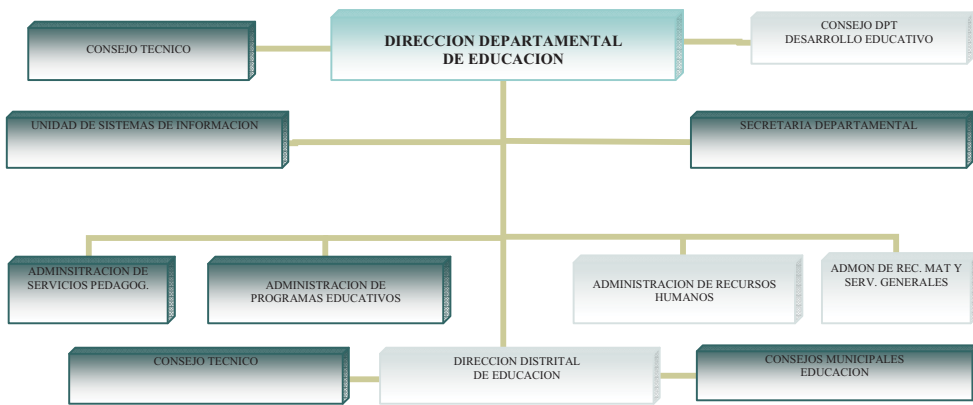 CONSEJO TECNICO
DIRECCION DEPARTAMENTAL
DE EDUCACION
CONSEJO DPT
DESARROLLO EDUCATIVO
UNIDAD DE SISTEMAS DE INFORMACION
SECRETARIA DEPARTAMENTAL
ADMINSITRACION DE
SERVICIOS PEDAGOG.
ADMINISTRACION DE
PROGRAMAS EDUCATIVOS
ADMINISTRACION DE RECURSOS
HUMANOS
ADMON DE REC. MAT Y
SERV. GENERALES
CONSEJO TECNICO
DIRECCION DISTRITAL
DE EDUCACION
CONSEJOS MUNICIPALES
EDUCACION